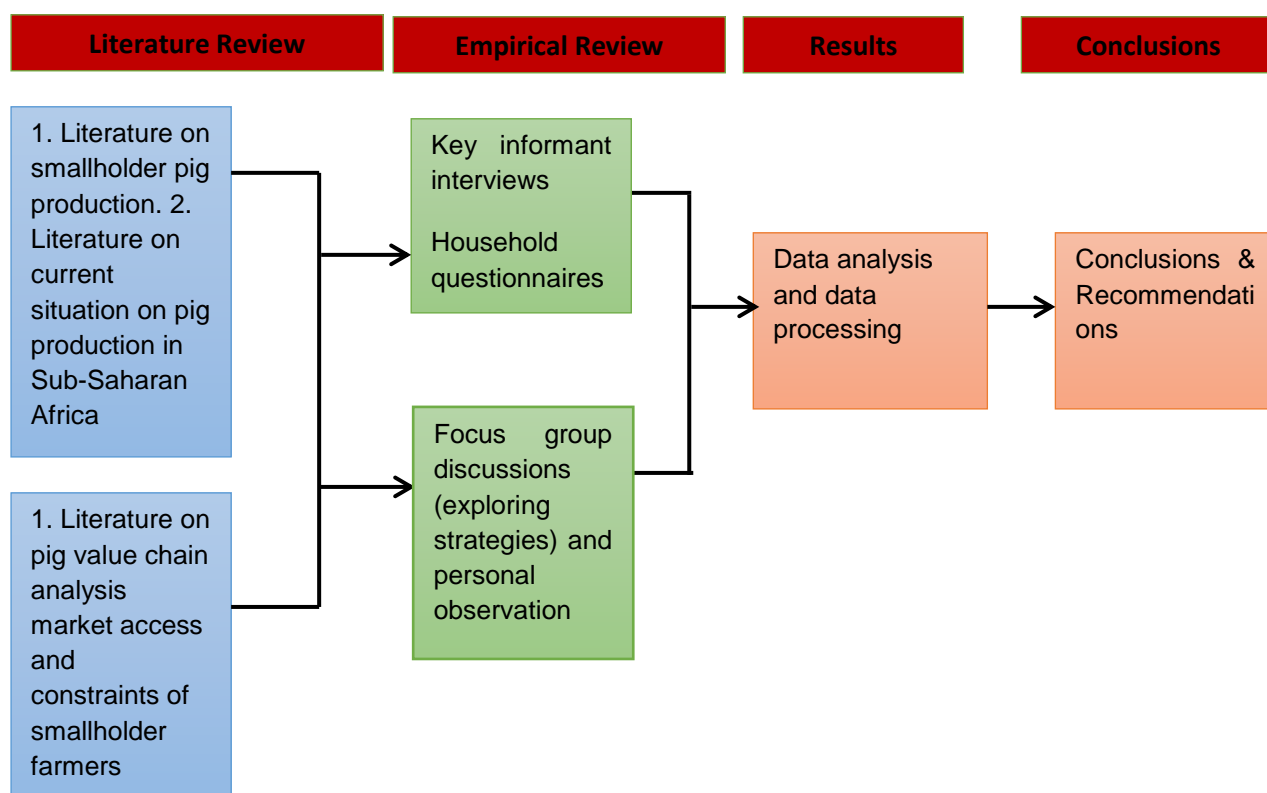 Literature Review
Empirical Review
Results
Conclusions
1. Literature on
smallholder pig
production. 2.
Literature on
current
situation on pig
production in
Sub-Saharan
Africa
1. Literature on
pig value chain
analysis
market access
and
constraints of
smallholder
farmers
Key informant
interviews
Household
questionnaires
Focus group
discussions
(exploring
strategies) and
personal
observation
Data analysis
and data
processing
Conclusions &
Recommendati
ons